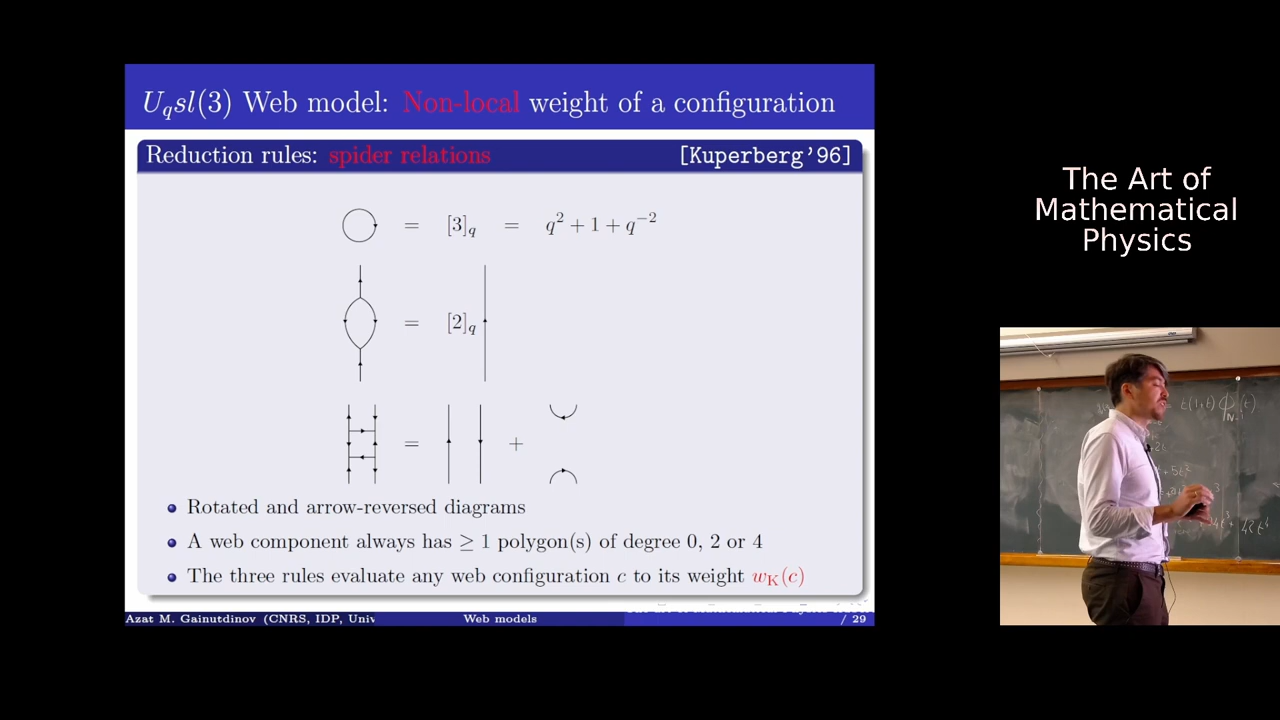 U_q sl(3) Web model: Non-local weight of a configuration
Reduction rules: spider relations [Kuperberg'96]
= [3]_q = q^2 + 1 + q^{-2}
= [2]_q
= +
Rotated and arrow-reversed diagrams
A web component always has ≥ 1 polygon(s) of degree 0, 2 or 4
The three rules evaluate any web configuration c to its weight w_K(c)
Azat M. Gainutdinov (CNRS, IDP, Univ Web models / 29
The Art of
Mathematical
Physics